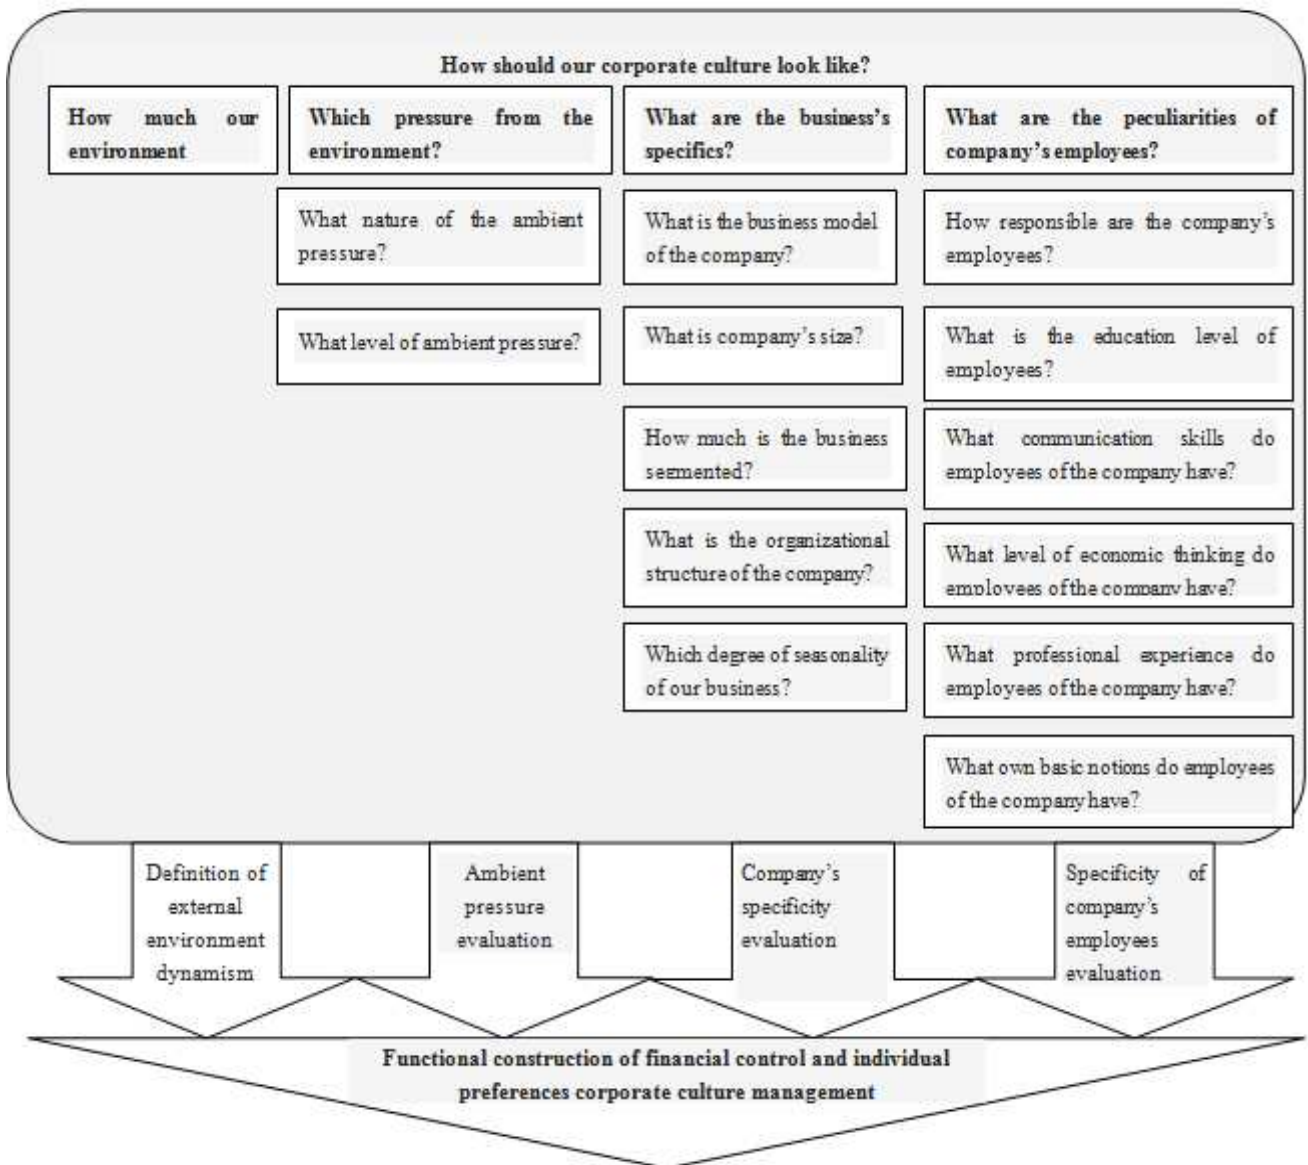 How should our corporate culture look like?
How much our
environment
Which pressure from the
environment?
What are the business's
specifics?
What are the peculiarities of
company's employees?
What nature of the ambient
pressure?
What is the business model
of the company?
How responsible are the company's
employees?
What level of ambient pressure?
What is company's size?
What is the education level of
employees?
How much is the business
segmented?
What communication skills do
employees of the company have?
What is the organizational
structure of the company?
What level of economic thinking do
employees of the company have?
Which degree of seasonality
of our business?
What professional experience do
employees of the company have?
What own basic notions do employees
of the company have?
Definition of
external
environment
dynamism
Ambient
pressure
evaluation
Company's
specificity
evaluation
Specificity of
company's
employees
evaluation
Functional construction of financial control and individual
preferences corporate culture management